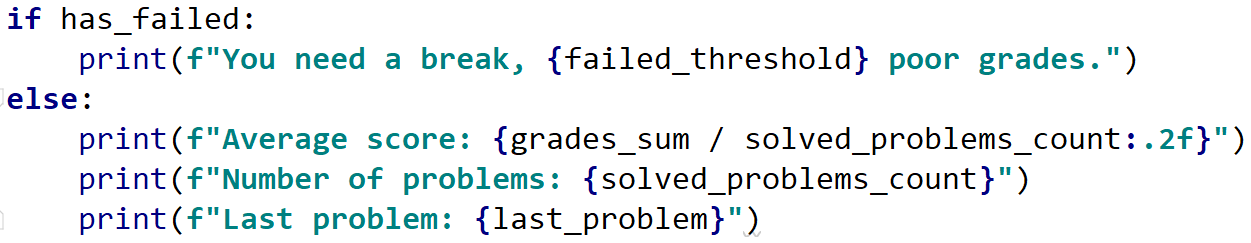 if has_failed:
    print(f"You need a break, {failed_threshold} poor grades.")
else:
    print(f"Average score: {grades_sum / solved_problems_count:.2f}")
    print(f"Number of problems: {solved_problems_count}")
    print(f"Last problem: {last_problem}")